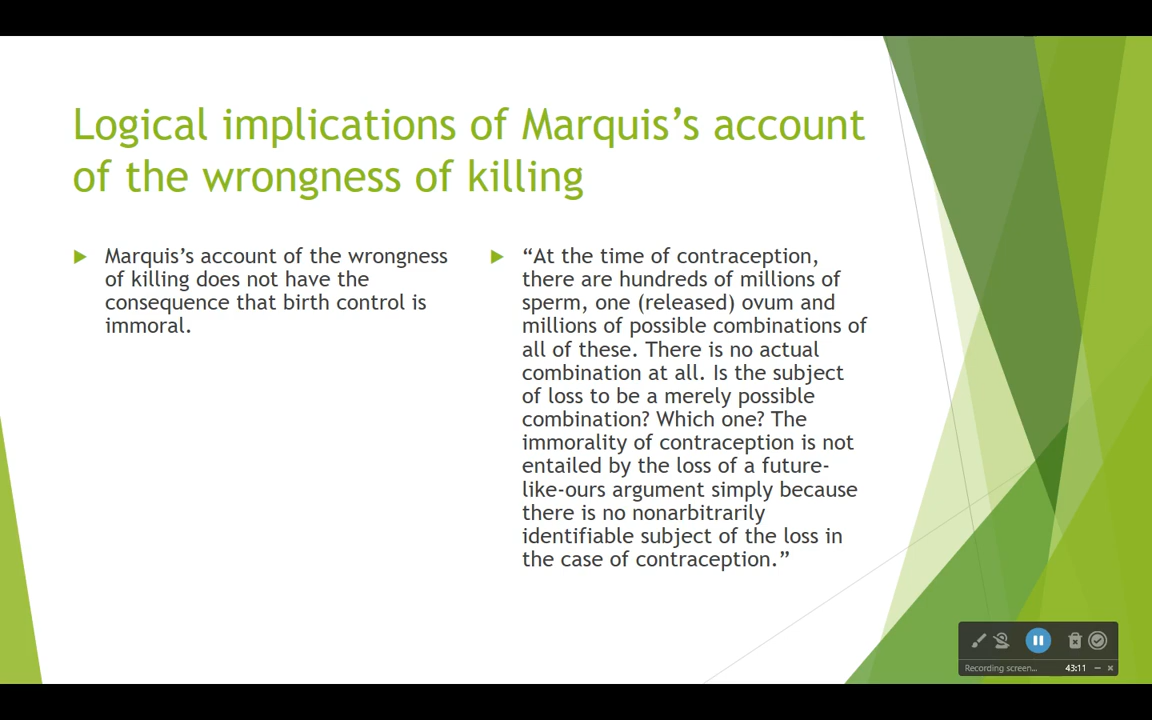 Logical implications of Marquis’s account
of the wrongness of killing
Marquis’s account of the wrongness
of killing does not have the
consequence that birth control is
immoral.
“At the time of contraception,
there are hundreds of millions of
sperm, one (released) ovum and
millions of possible combinations of
all of these. There is no actual
combination at all. Is the subject
of loss to be a merely possible
combination? Which one? The
immorality of contraception is not
entailed by the loss of a future-
like-ours argument simply because
there is no nonarbitrarily
identifiable subject of the loss in
the case of contraception.”
Recording screen... 43:11